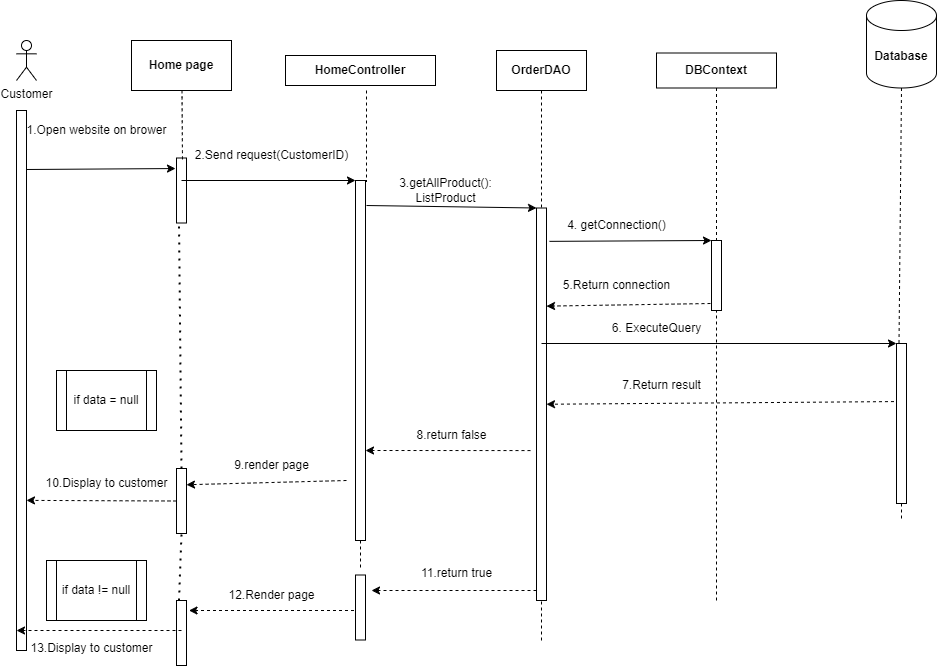 Customer
Home page
HomeController
OrderDAO
DBContext
Database
1.Open website on brower
2.Send request(CustomerID)
3.getAllProduct():
ListProduct
4. getConnection()
5.Return connection
6. ExecuteQuery
7.Return result
if data = null
8.return false
9.render page
10.Display to customer
if data != null
11.return true
12.Render page
13.Display to customer